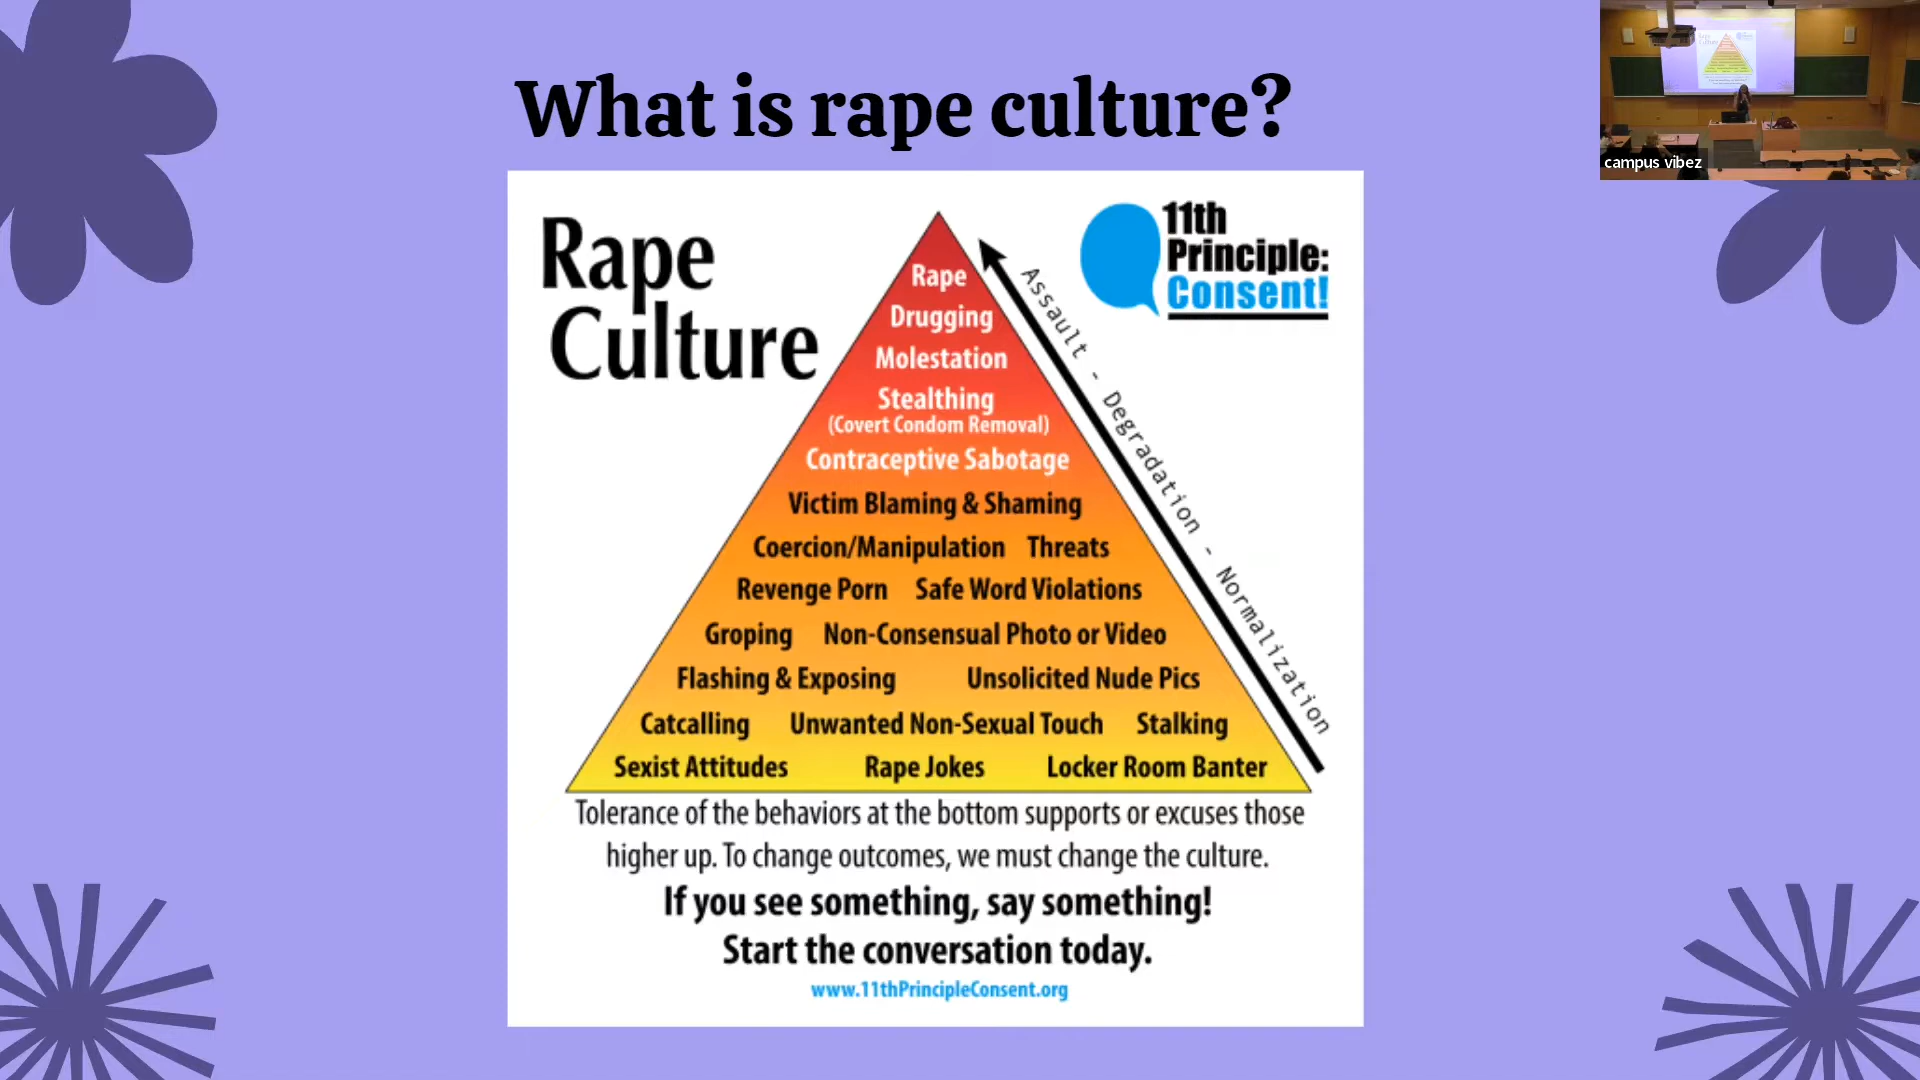 What is rape culture?
campus vibez
Rape
Culture
11th
Principle:
Consent!
Rape
Drugging
Molestation
Stealthing
(Covert Condom Removal)
Contraceptive Sabotage
Victim Blaming & Shaming
Coercion/Manipulation Threats
Revenge Porn Safe Word Violations
Groping Non-Consensual Photo or Video
Flashing & Exposing Unsolicited Nude Pics
Catcalling Unwanted Non-Sexual Touch Stalking
Sexist Attitudes Rape Jokes Locker Room Banter
Assault - Degradation - Normalization
Tolerance of the behaviors at the bottom supports or excuses those
higher up. To change outcomes, we must change the culture.
If you see something, say something!
Start the conversation today.
www.11thPrincipleConsent.org